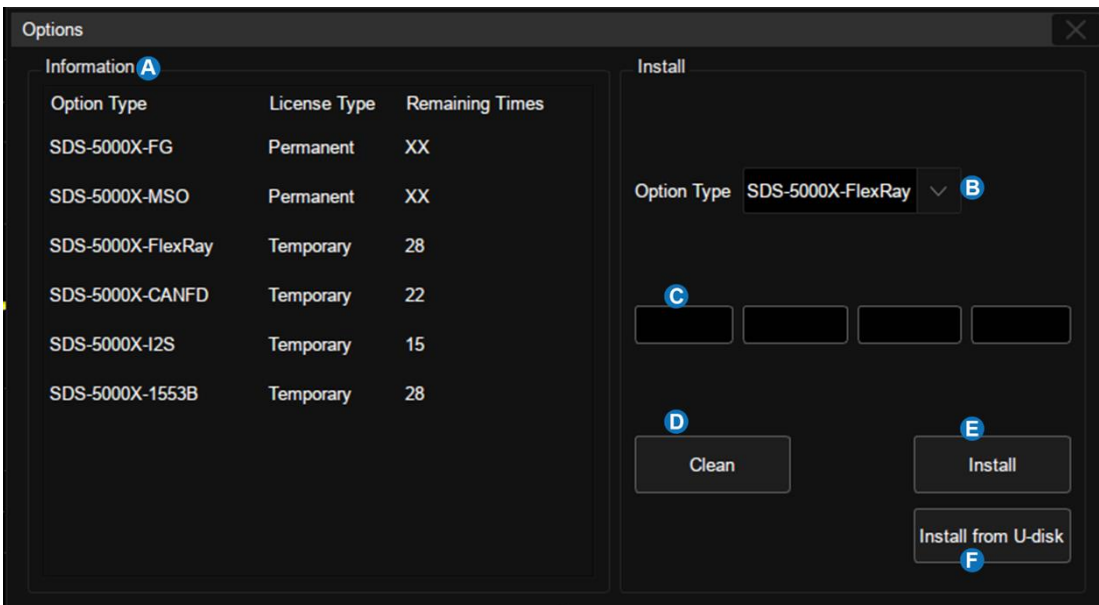 Options
Information A
Option Type License Type Remaining Times
SDS-5000X-FG Permanent XX
SDS-5000X-MSO Permanent XX
SDS-5000X-FlexRay Temporary 28
SDS-5000X-CANFD Temporary 22
SDS-5000X-I2S Temporary 15
SDS-5000X-1553B Temporary 28
Install
Option Type SDS-5000X-FlexRay B
C
D
E
Clean
Install
Install from U-disk
F